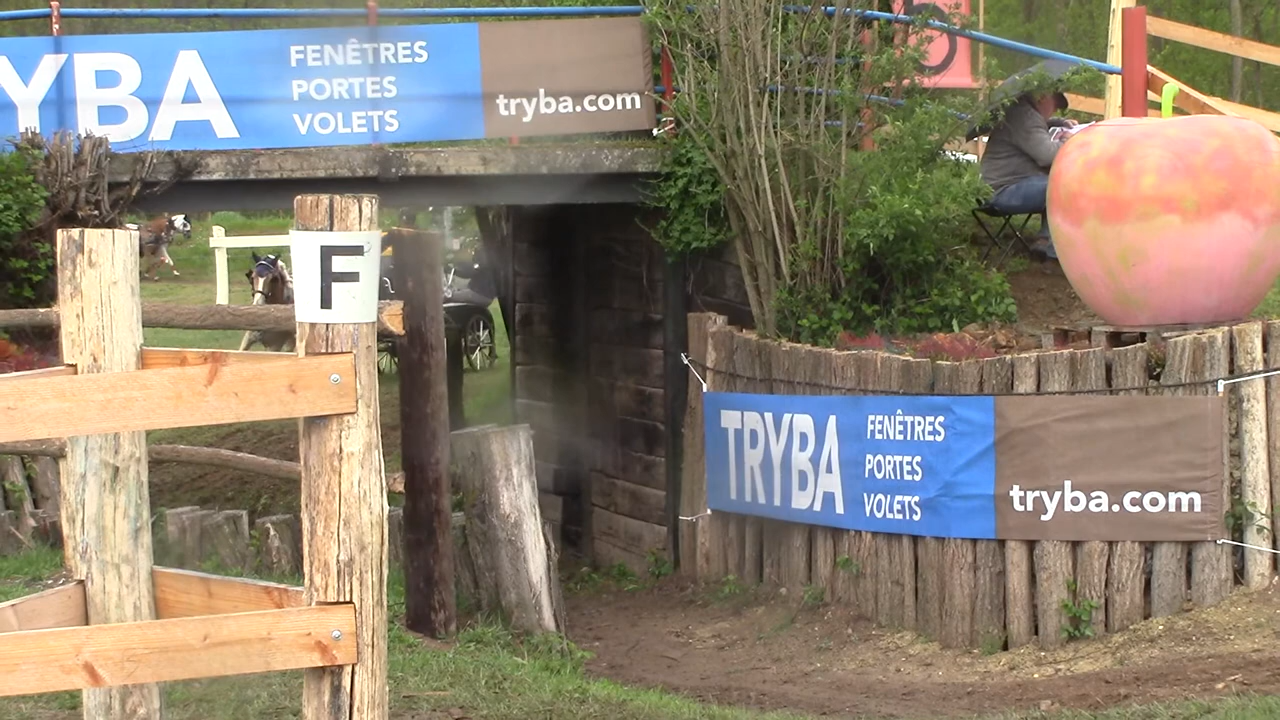 YBA
FENÊTRES
PORTES
VOLETS
tryba.com
F
TRYBA
FENÊTRES
PORTES
VOLETS
tryba.com